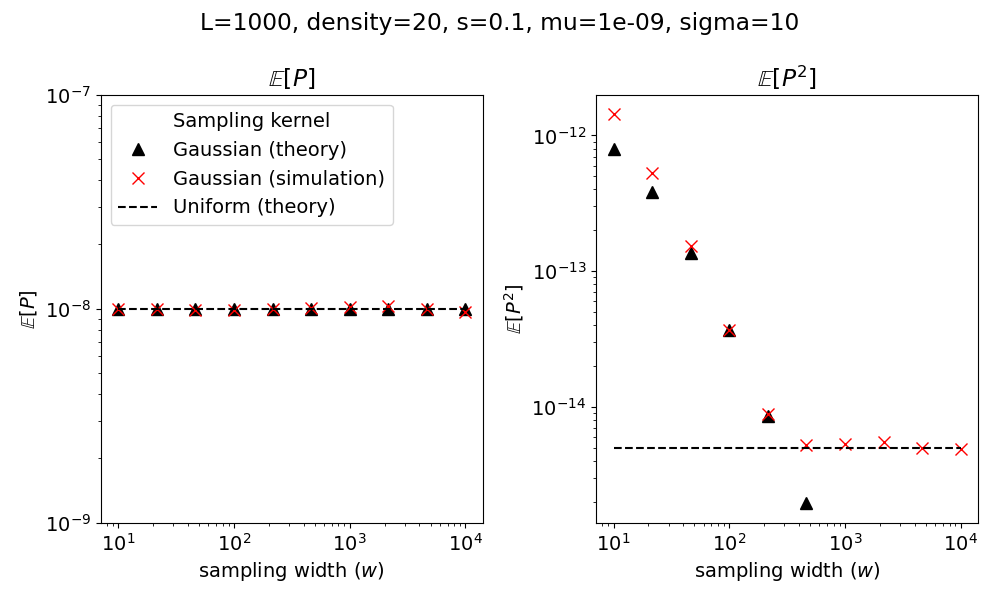 L=1000, density=20, s=0.1, mu=1e-09, sigma=10
𝔼[P]
10⁻⁷
10⁻⁸
10⁻⁹
𝔼[P]
Sampling kernel
Gaussian (theory)
Gaussian (simulation)
Uniform (theory)
10¹ 10² 10³ 10⁴
sampling width (w)
𝔼[P²]
10⁻¹²
10⁻¹³
10⁻¹⁴
𝔼[P²]
10¹ 10² 10³ 10⁴
sampling width (w)